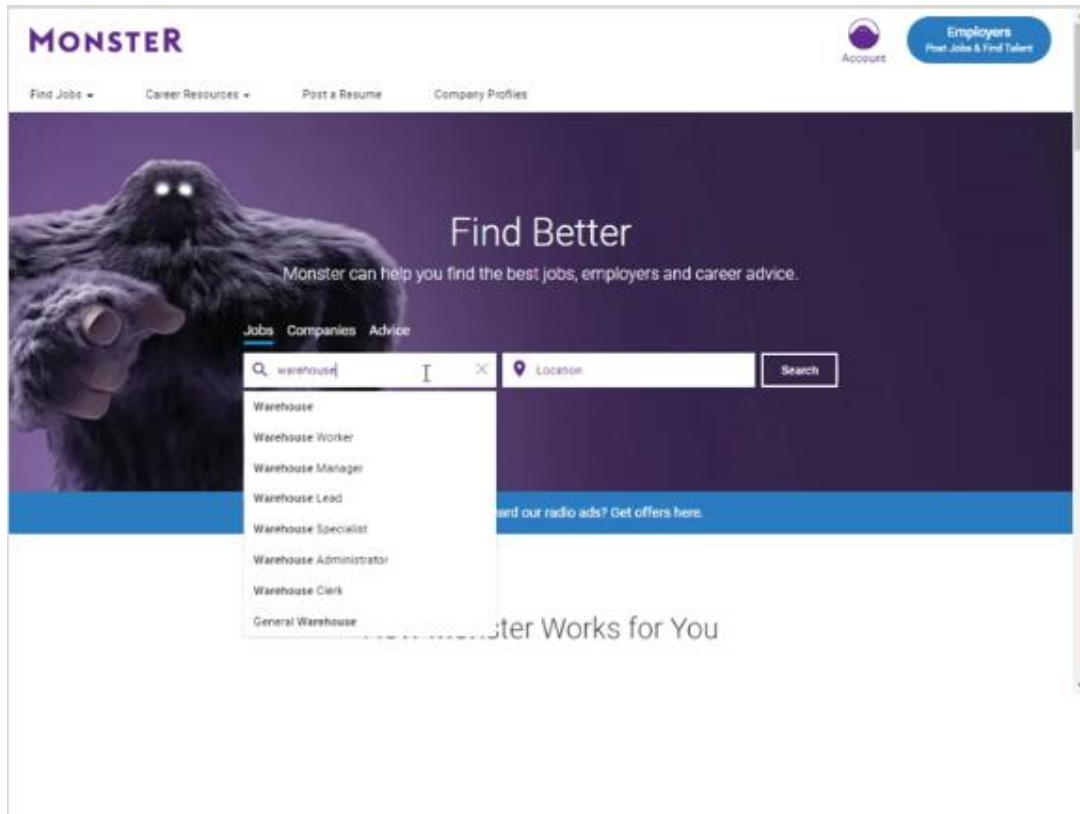 MONSTER
Account
Employers
Post Jobs & Find Talent
Find Jobs
Career Resources
Post a Resume
Company Profiles
Find Better
Monster can help you find the best jobs, employers and career advice.
Jobs Companies Advice
warehouse
Location
Search
Warehouse
Warehouse Worker
Warehouse Manager
Warehouse Lead
Warehouse Specialist
Warehouse Administrator
Warehouse Clerk
General Warehouse
our radio ads? Get offers here.
Works for You